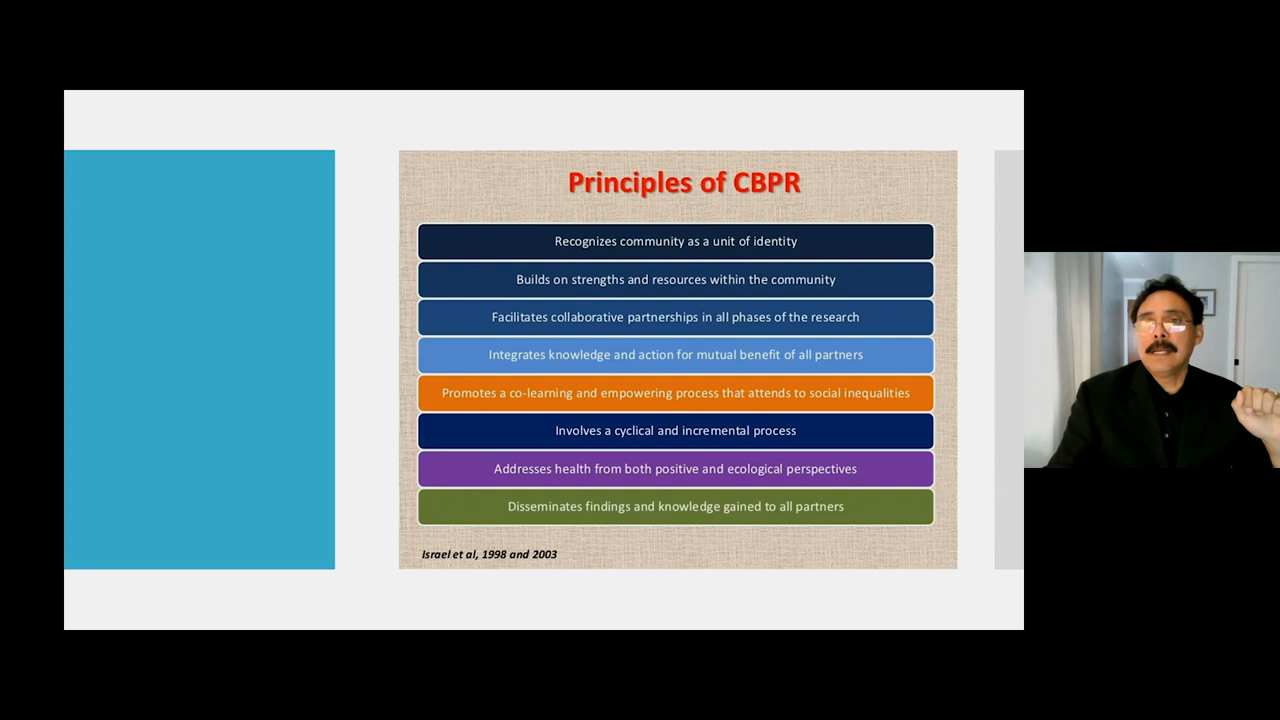 Principles of CBPR
Recognizes community as a unit of identity
Builds on strengths and resources within the community
Facilitates collaborative partnerships in all phases of the research
Integrates knowledge and action for mutual benefit of all partners
Promotes a co-learning and empowering process that attends to social inequalities
Involves a cyclical and incremental process
Addresses health from both positive and ecological perspectives
Disseminates findings and knowledge gained to all partners
Israel et al, 1998 and 2003